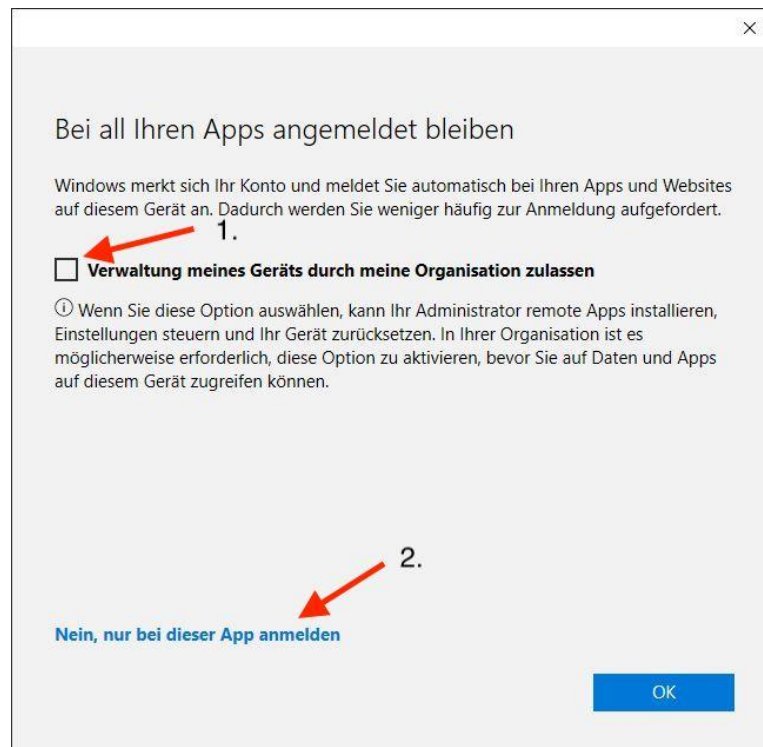 Bei all Ihren Apps angemeldet bleiben
Windows merkt sich Ihr Konto und meldet Sie automatisch bei Ihren Apps und Websites
auf diesem Gerät an. Dadurch werden Sie weniger häufig zur Anmeldung aufgefordert.
1.
Verwaltung meines Geräts durch meine Organisation zulassen
Wenn Sie diese Option auswählen, kann Ihr Administrator remote Apps installieren,
Einstellungen steuern und Ihr Gerät zurücksetzen. In Ihrer Organisation ist es
möglicherweise erforderlich, diese Option zu aktivieren, bevor Sie auf Daten und Apps
auf diesem Gerät zugreifen können.
2.
Nein, nur bei dieser App anmelden
OK